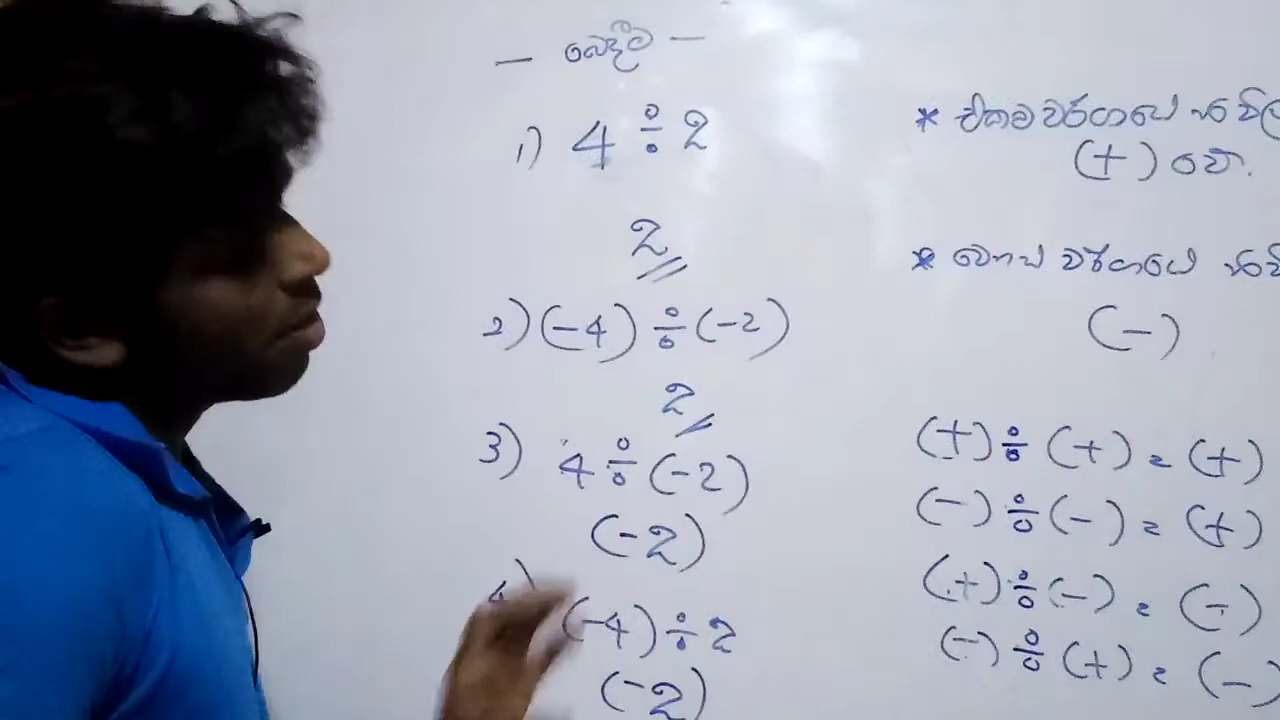 — බෙදීම —
1) 4 ÷ 2
2
2) (-4) ÷ (-2)
2
3) 4 ÷ (-2)
(-2)
4) (-4) ÷ 2
(-2)
* ඒකම වර්ගයේ
(+) වේ.
* වෙනස් වර්ගයේ
(-)
(+) ÷ (+) = (+)
(-) ÷ (-) = (+)
(+) ÷ (-) = (-)
(-) ÷ (+) = (-)